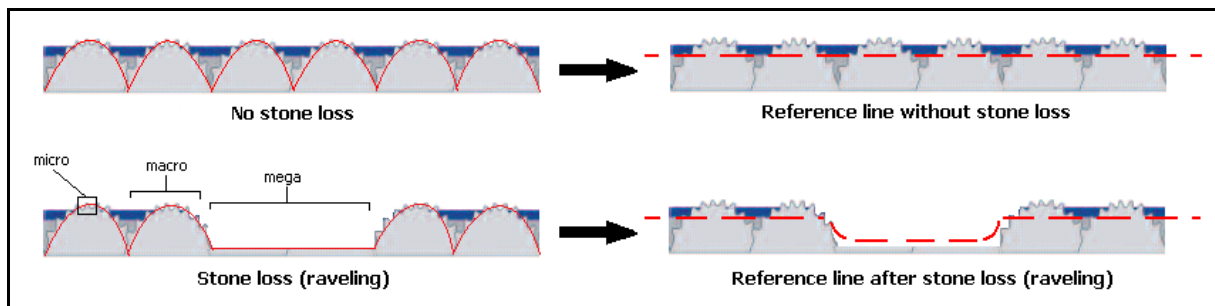 No stone loss
Reference line without stone loss
micro
macro
mega
Stone loss (raveling)
Reference line after stone loss (raveling)